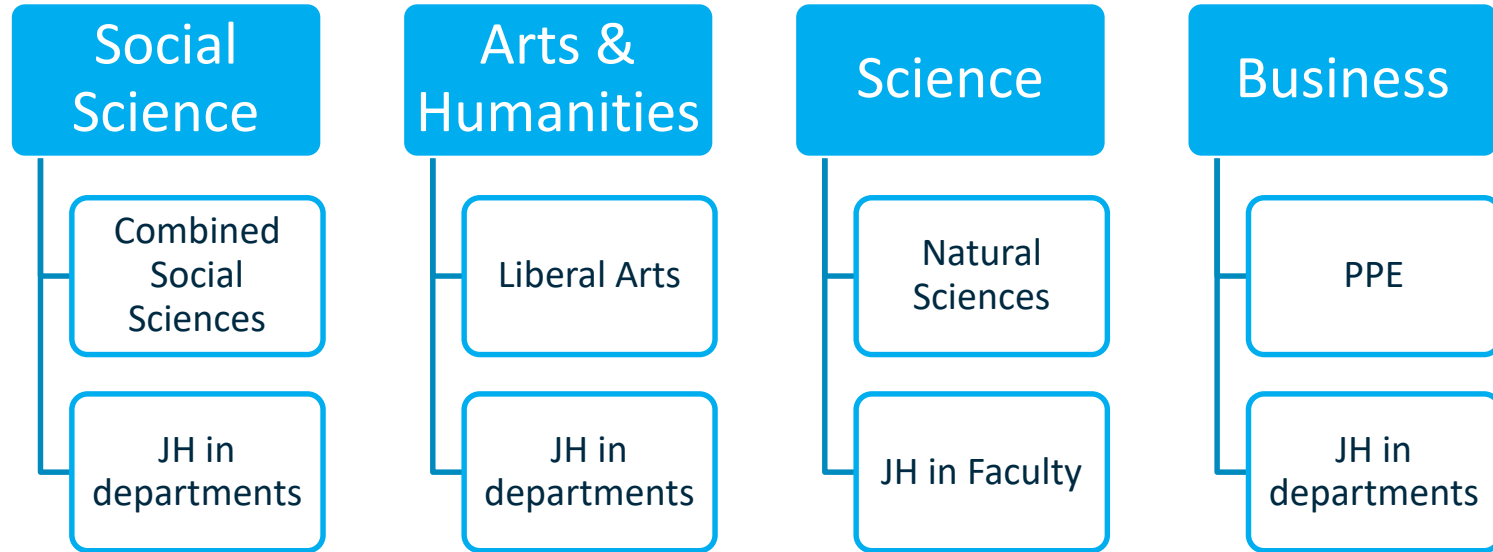 Social
Science
Combined
Social
Sciences
JH in
departments
Arts &
Humanities
Liberal Arts
JH in
departments
Science
Natural
Sciences
JH in Faculty
Business
PPE
JH in
departments